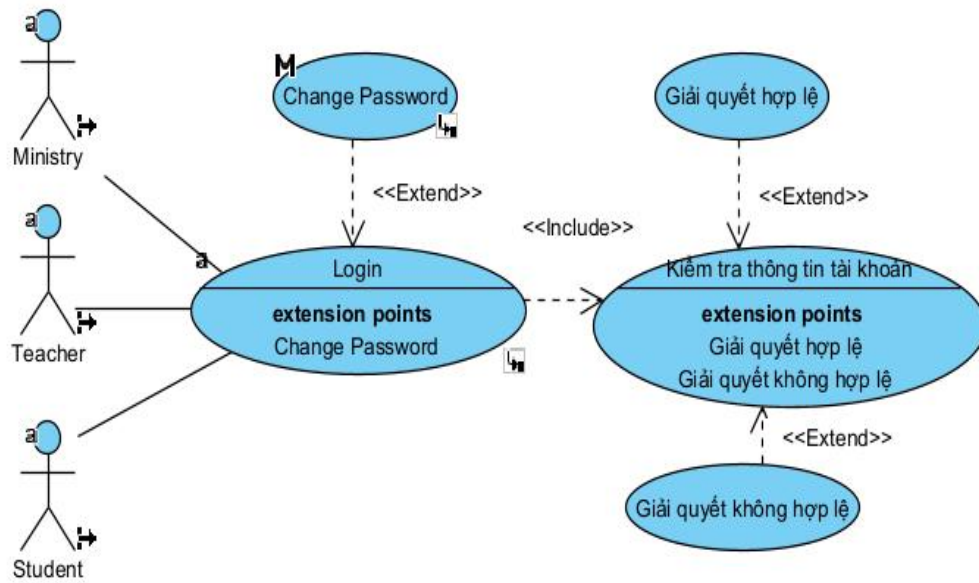 a
Ministry
a
Teacher
a
Student
M
Change Password
<<Extend>>
a
Login
extension points
Change Password
<<Include>>
Giải quyết hợp lệ
<<Extend>>
Kiểm tra thông tin tài khoản
extension points
Giải quyết hợp lệ
Giải quyết không hợp lệ
<<Extend>>
Giải quyết không hợp lệ